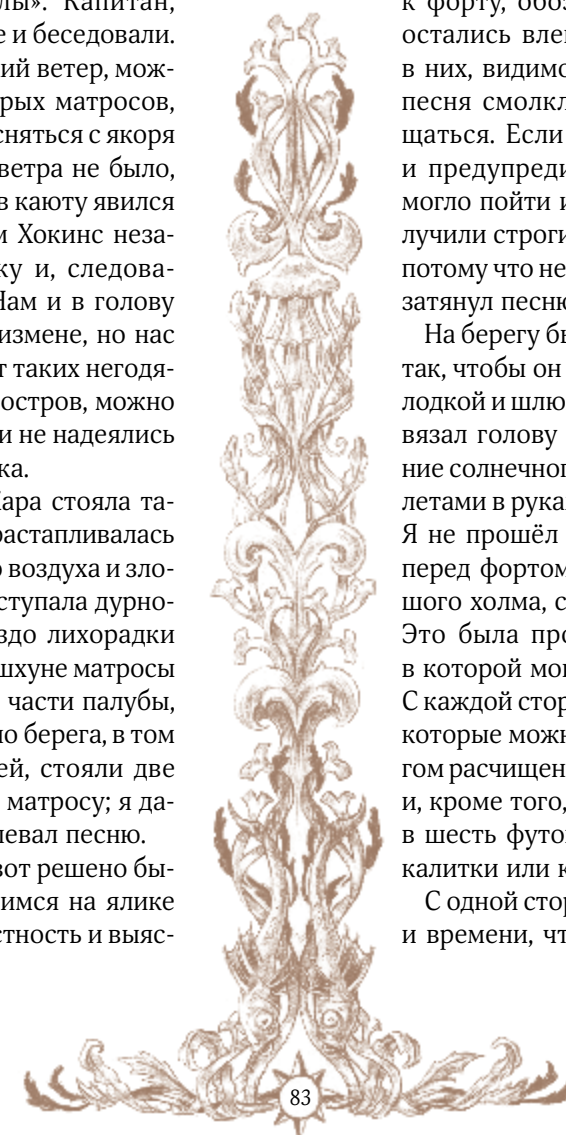 лы». Капитан,
е и беседовали.
ий ветер, мож-
рых матросов,
сняться с якоря
ветра не было,
в каюту явился
м Хокинс неза-
ку и, следова-
Нам и в голову
измене, но нас
т таких негодя-
остров, можно
и не надеялись
ка.
Жара стояла та-
растапливалась
о воздуха и зло-
ступала дурно-
здо лихорадки
шхуне матросы
части палубы,
ло берега, в том
ей, стояли две
матросу; я да-
певал песню.
вот решено бы-
имся на ялике
стность и выяс-
к форту, обоз
остались вле
в них, видимо
песня смолкл
щаться. Если
и предупреди
могло пойти и
лучили строги
потому что не
затянул песню
На берегу бы
так, чтобы он
лодкой и шлю
вязал голову
ние солнечног
летами в рука
Я не прошёл
перед фортом
шого холма, с
Это была про
в которой мог
С каждой стор
которые можн
гом расчищен
и, кроме того,
в шесть футо
калитки или к
С одной стор
и времени, чт
83